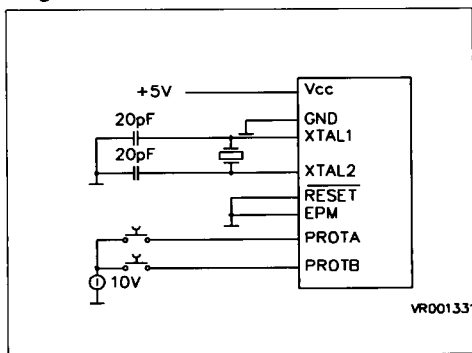 +5V
Vcc
GND
20pF
XTAL1
20pF
XTAL2
RESET
EPM
PROTA
PROTB
10V
VR001331